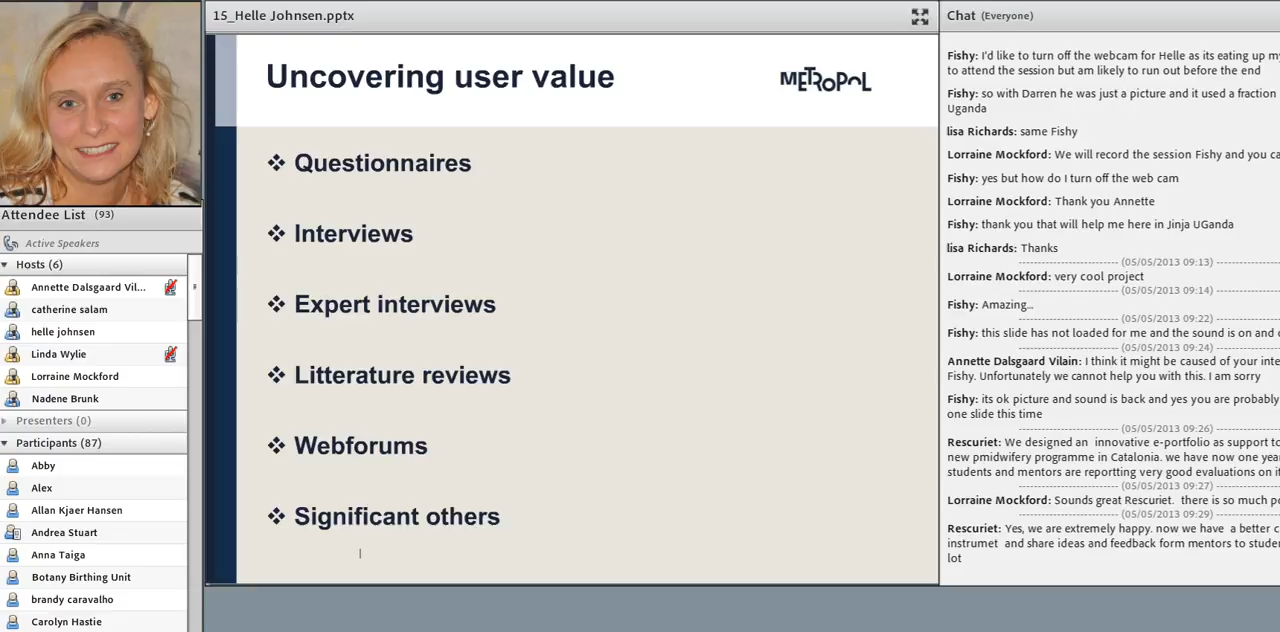 15_Helle Johnsen.pptx
Uncovering user value
METROPOL
Questionnaires
Interviews
Expert interviews
Litterature reviews
Webforums
Significant others
Attendee List (93)
Active Speakers
Hosts (6)
Annette Dalsgaard Vil...
catherine salam
helle johnsen
Linda Wylie
Lorraine Mockford
Nadene Brunk
Presenters (0)
Participants (87)
Abby
Alex
Allan Kjaer Hansen
Andrea Stuart
Anna Taiga
Botany Birthing Unit
brandy caravalho
Carolyn Hastie
Chat (Everyone)
Fishy: I'd like to turn off the webcam for Helle as its eating up my
to attend the session but am likely to run out before the end
Fishy: so with Darren he was just a picture and it used a fraction
Uganda
lisa Richards: same Fishy
Lorraine Mockford: We will record the session Fishy and you ca
Fishy: yes but how do I turn off the web cam
Lorraine Mockford: Thank you Annette
Fishy: thank you that will help me here in Jinja UGanda
lisa Richards: Thanks
(05/05/2013 09:13)
Lorraine Mockford: very cool project
(05/05/2013 09:14)
Fishy: Amazing...
(05/05/2013 09:22)
Fishy: this slide has not loaded for me and the sound is on and
(05/05/2013 09:24)
Annette Dalsgaard Vilain: I think it might be caused of your inte
Fishy. Unfortunately we cannot help you with this. I am sorry
Fishy: its ok picture and sound is back and yes you are probably
one slide this time
(05/05/2013 09:26)
Rescuriet: We designed an innovative e-portfolio as support to
new pmidwifery programme in Catalonia. we have now one yea
students and mentors are reportting very good evaluations on it
(05/05/2013 09:27)
Lorraine Mockford: Sounds great Rescuriet. there is so much po
(05/05/2013 09:29)
Rescuriet: Yes, we are extremely happy. now we have a better c
instrumet and share ideas and feedback form mentors to studen
lot